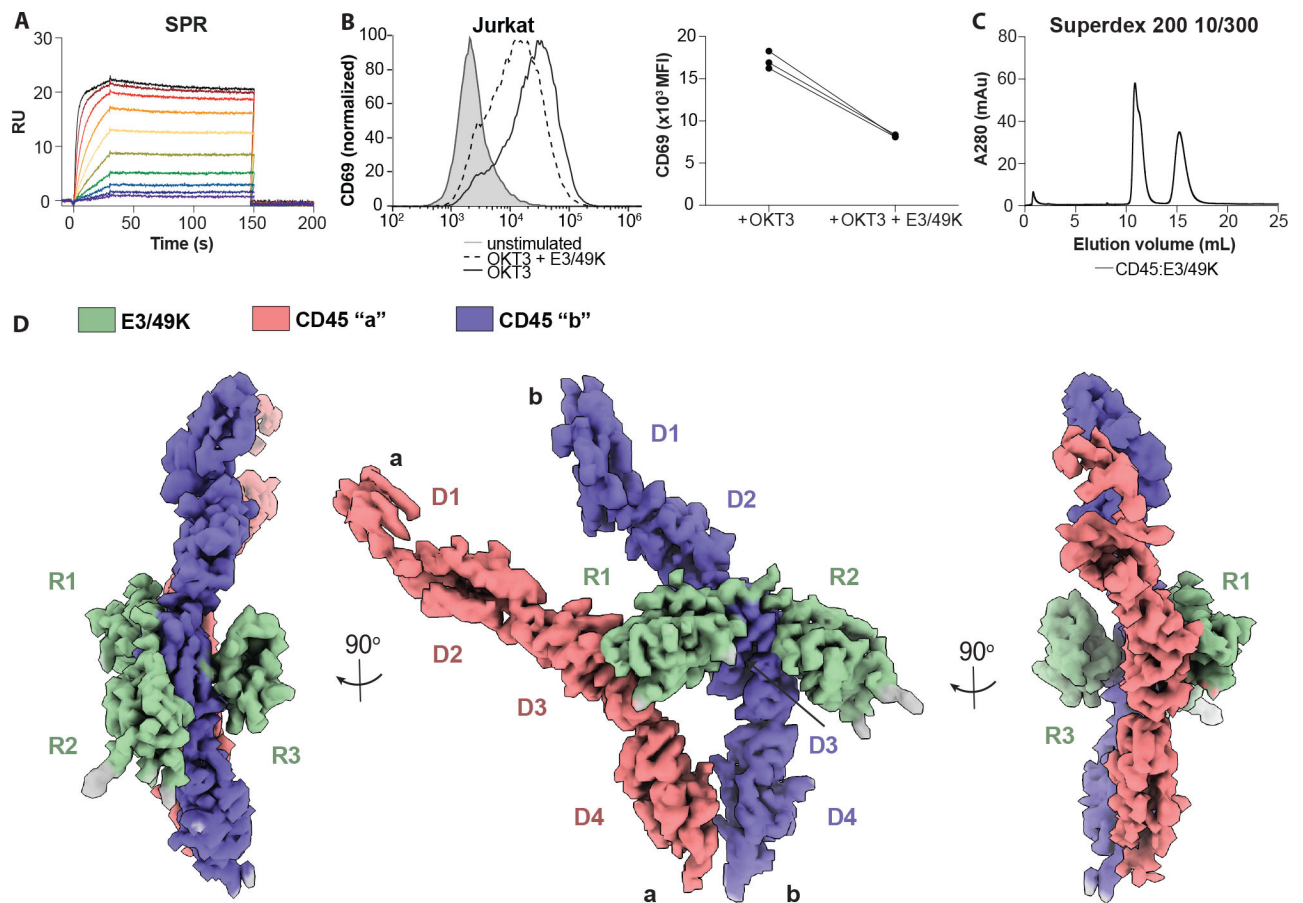 A
SPR
30
20
10
0
RU
0
50
100
150
200
Time (s)
B
Jurkat
100
80
60
40
20
0
CD69 (normalized)
10² 10³ 10⁴ 10⁵ 10⁶
unstimulated
OKT3 + E3/49K
OKT3
20
15
10
5
0
CD69 (x10³ MFI)
+OKT3
+OKT3 + E3/49K
C
Superdex 200 10/300
80
60
40
20
0
A280 (mAu)
0 5 10 15 20 25
Elution volume (mL)
CD45:E3/49K
D
E3/49K
CD45 “a”
CD45 “b”
R1
R2
R3
90°
a
b
D1
D1
D2
R1
R2
D2
D3
D3
D4
D4
a
b
90°
R1
R3